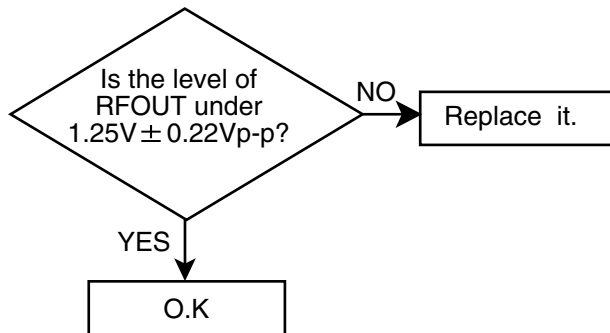 Is the level of
RFOUT under
1.25V ± 0.22Vp-p?
NO
Replace it.
YES
O.K